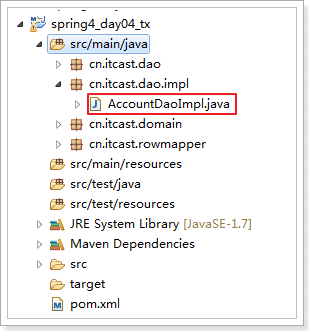 spring4_day04_tx
src/main/java
cn.itcast.dao
cn.itcast.dao.impl
AccountDaoImpl.java
cn.itcast.domain
cn.itcast.rowmapper
src/main/resources
src/test/java
src/test/resources
JRE System Library [JavaSE-1.7]
Maven Dependencies
src
target
pom.xml